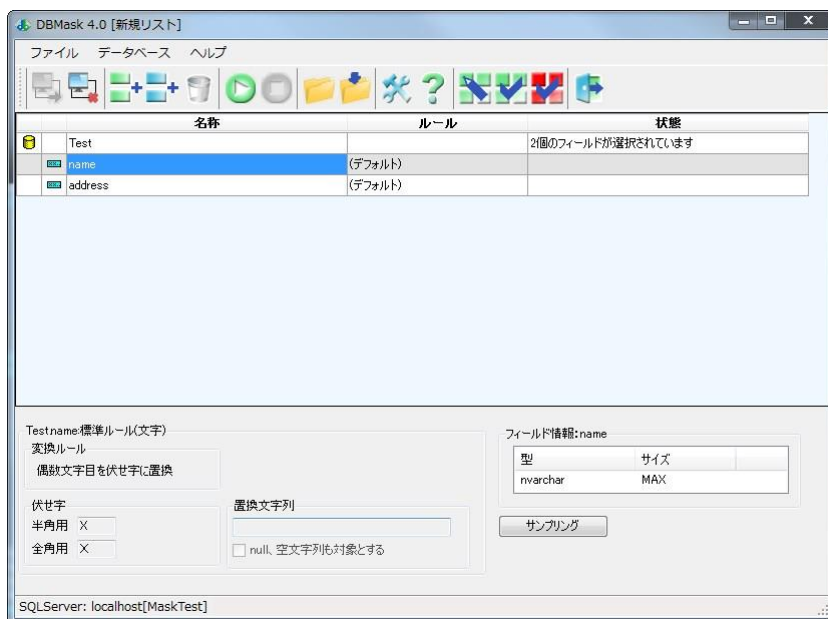 DBMask 4.0 [新規リスト]
ファイル データベース ヘルプ
名称 ルール 状態
Test 2個のフィールドが選択されています
name (デフォルト)
address (デフォルト)
Test.name:標準ルール(文字)
変換ルール
偶数文字目を伏せ字に置換
伏せ字
半角用 X
全角用 X
置換文字列
null、空文字列も対象とする
フィールド情報:name
型 サイズ
nvarchar MAX
サンプリング
SQLServer: localhost[MaskTest]